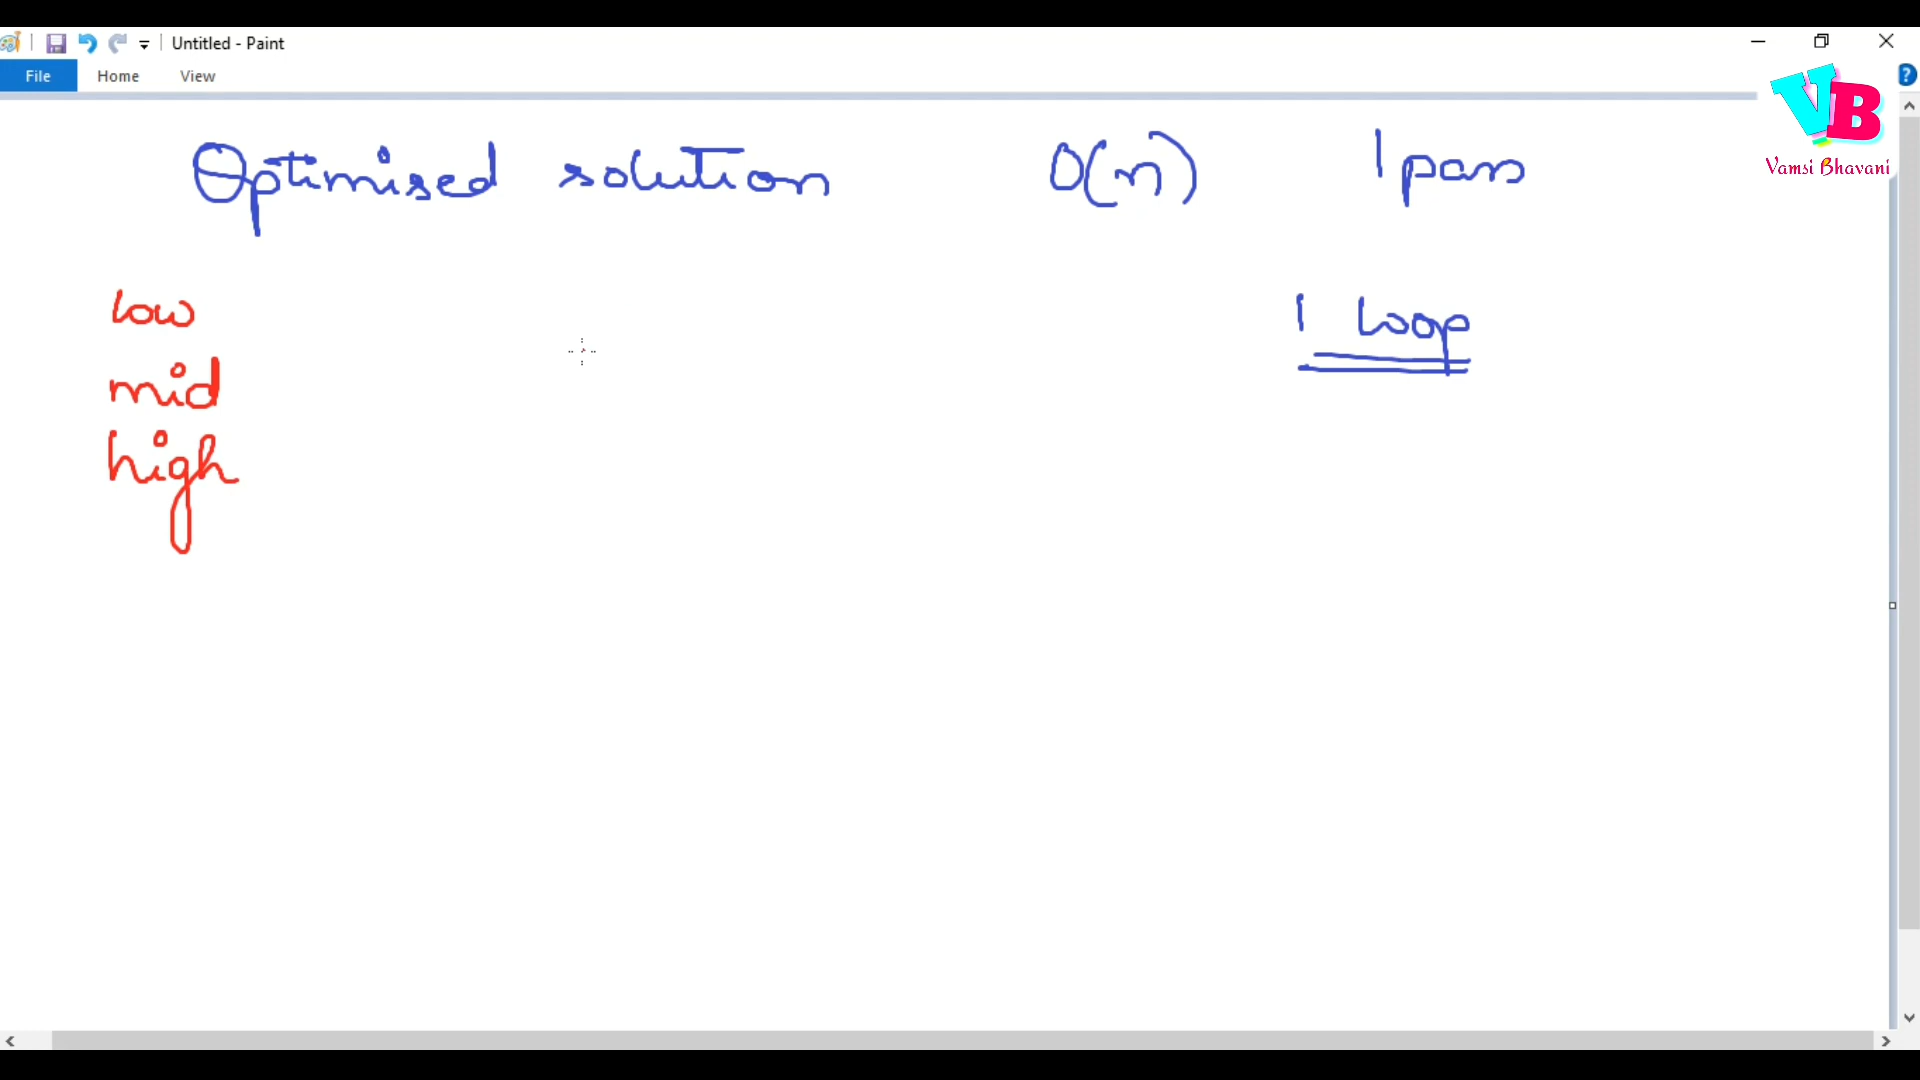 Untitled - Paint
File Home View
VB
Vamsi Bhavani
Optimised solution O(n) 1 pass
low
1 loop
mid
high